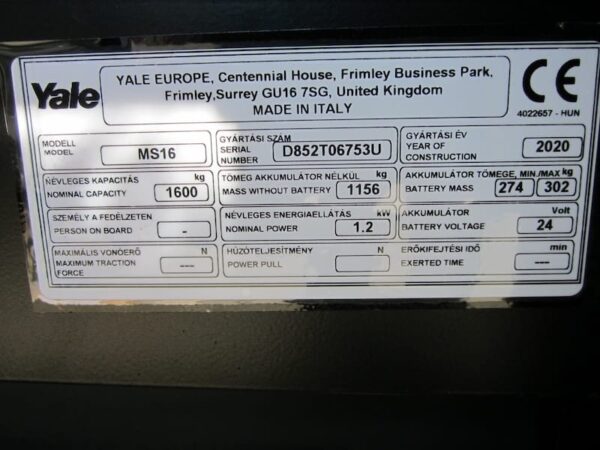 Yale
YALE EUROPE, Centennial House, Frimley Business Park,
Frimley,Surrey GU16 7SG, United Kingdom
MADE IN ITALY
CE
4022657 - HUN
MODELL
MODEL
MS16
GYÁRTÁSI SZÁM
SERIAL
NUMBER
D852T06753U
GYÁRTÁSI ÉV
YEAR OF
CONSTRUCTION
2020
NÉVLEGES KAPACITÁS kg
NOMINAL CAPACITY 1600
TÖMEG AKKUMULÁTOR NÉLKÜL kg
MASS WITHOUT BATTERY 1156
AKKUMULÁTOR TÖMEGE, MIN./MAX kg
BATTERY MASS 274 302
SZEMÉLY A FEDÉLZETEN
PERSON ON BOARD -
NÉVLEGES ENERGIAELLÁTÁS kW
NOMINAL POWER 1.2
AKKUMULÁTOR Volt
BATTERY VOLTAGE 24
MAXIMÁLIS VONÓERŐ N
MAXIMUM TRACTION
FORCE ---
HÚZÓTELJESÍTMÉNY N
POWER PULL
ERŐKIFEJTÉSI IDŐ min
EXERTED TIME ---